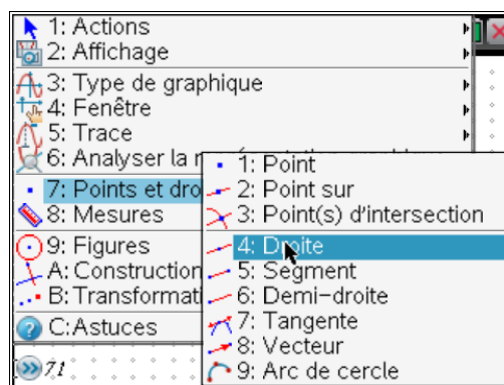 1: Actions
2: Affichage
3: Type de graphique
4: Fenêtre
5: Trace
6: Analyser la
7: Points et dro
8: Mesures
9: Figures
A: Construction
B: Transformati
C:Astuces
1: Point
2: Point sur
3: Point(s) d'intersection
4: Droite
5: Segment
6: Demi-droite
7: Tangente
8: Vecteur
9: Arc de cercle
7.1